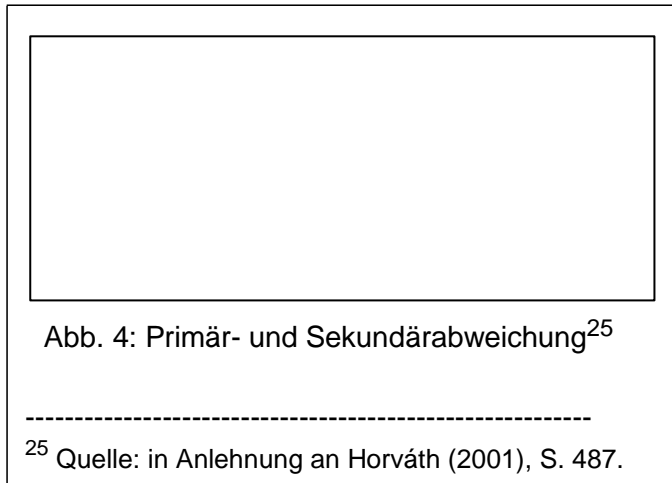 Abb. 4: Primär- und Sekundärabweichung25
---------------------------------------------------------
25 Quelle: in Anlehnung an Horváth (2001), S. 487.